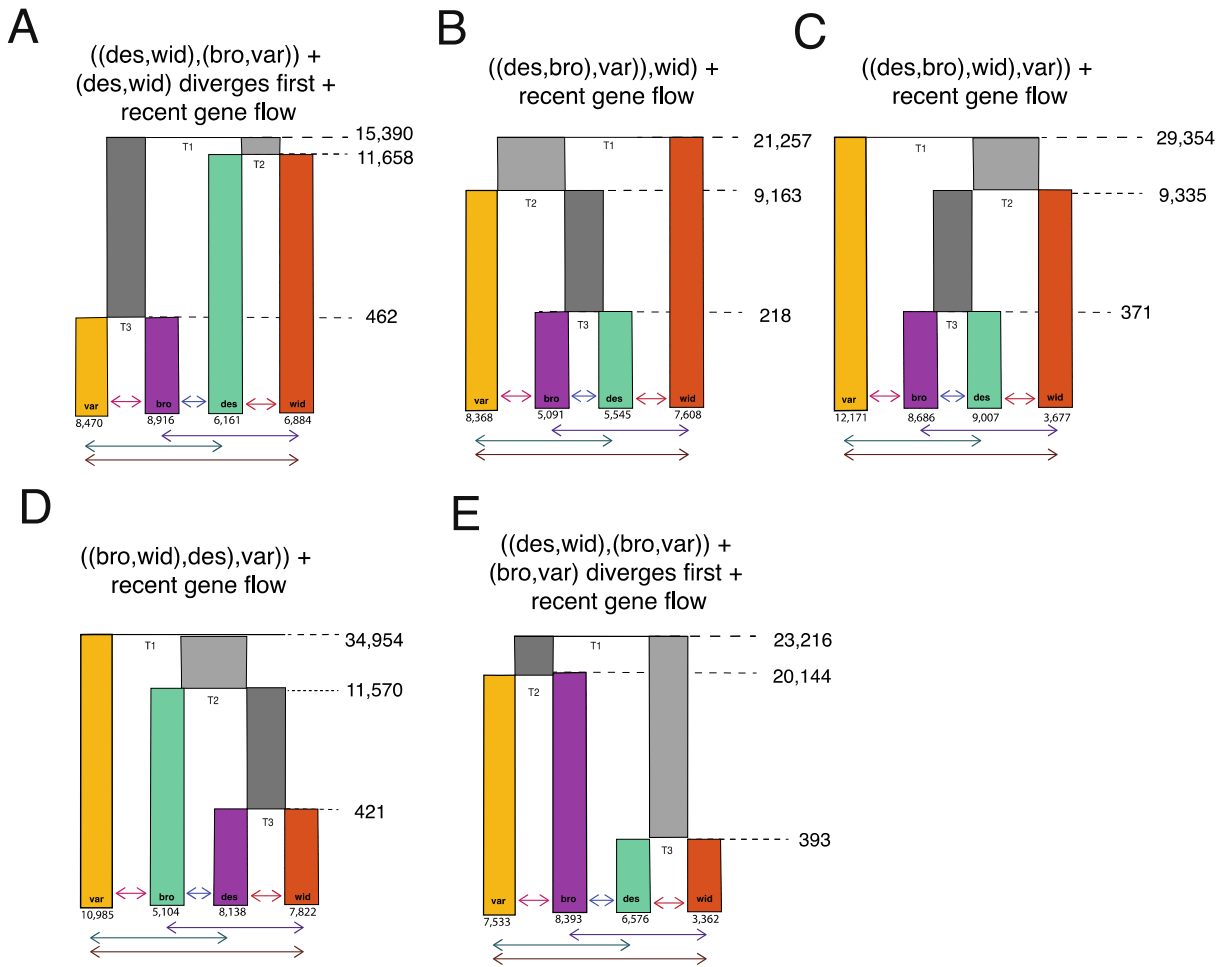 A
((des,wid),(bro,var)) +
(des,wid) diverges first +
recent gene flow
15,390
T1
11,658
T2
462
T3
var
bro
des
wid
8,470
8,916
6,161
6,884
B
((des,bro),var)),wid) +
recent gene flow
21,257
T1
9,163
T2
218
T3
var
bro
des
wid
8,368
5,091
5,545
7,608
C
((des,bro),wid),var)) +
recent gene flow
29,354
T1
9,335
T2
371
T3
var
bro
des
wid
12,171
8,686
9,007
3,677
D
((bro,wid),des),var)) +
recent gene flow
34,954
T1
11,570
T2
421
T3
var
bro
des
wid
10,985
5,104
8,138
7,822
E
((des,wid),(bro,var)) +
(bro,var) diverges first +
recent gene flow
23,216
T1
20,144
T2
393
T3
var
bro
des
wid
7,533
8,393
6,576
3,362